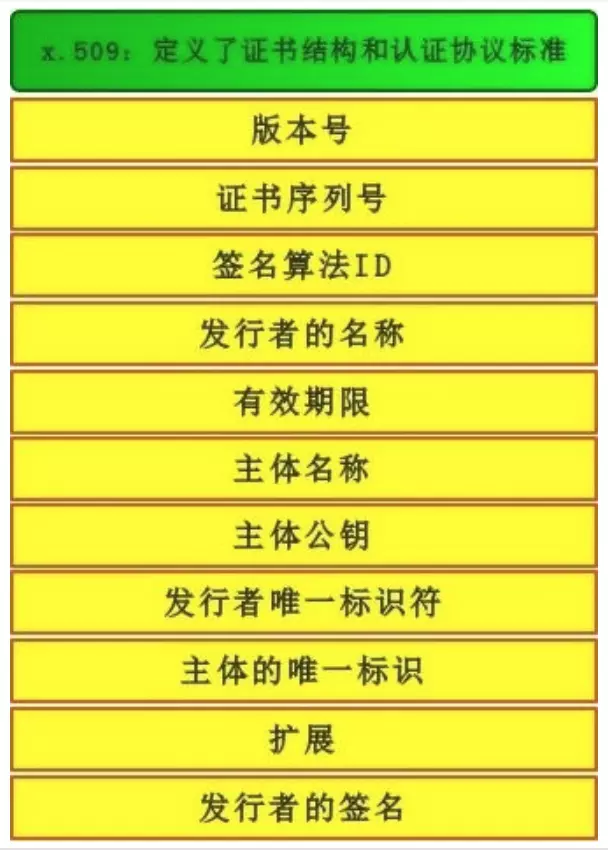 x.509：定义了证书结构和认证协议标准
版本号
证书序列号
签名算法ID
发行者的名称
有效期限
主体名称
主体公钥
发行者唯一标识符
主体的唯一标识
扩展
发行者的签名